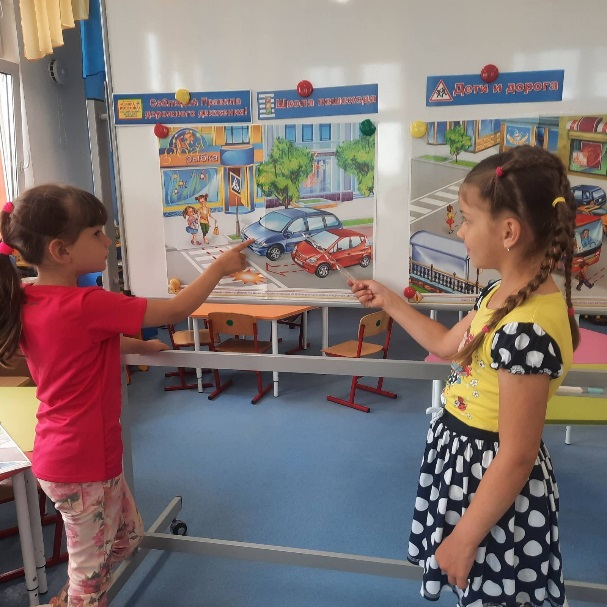 Соблюдай Правила
дорожного движения!
Школа пешехода
Дети и дорога